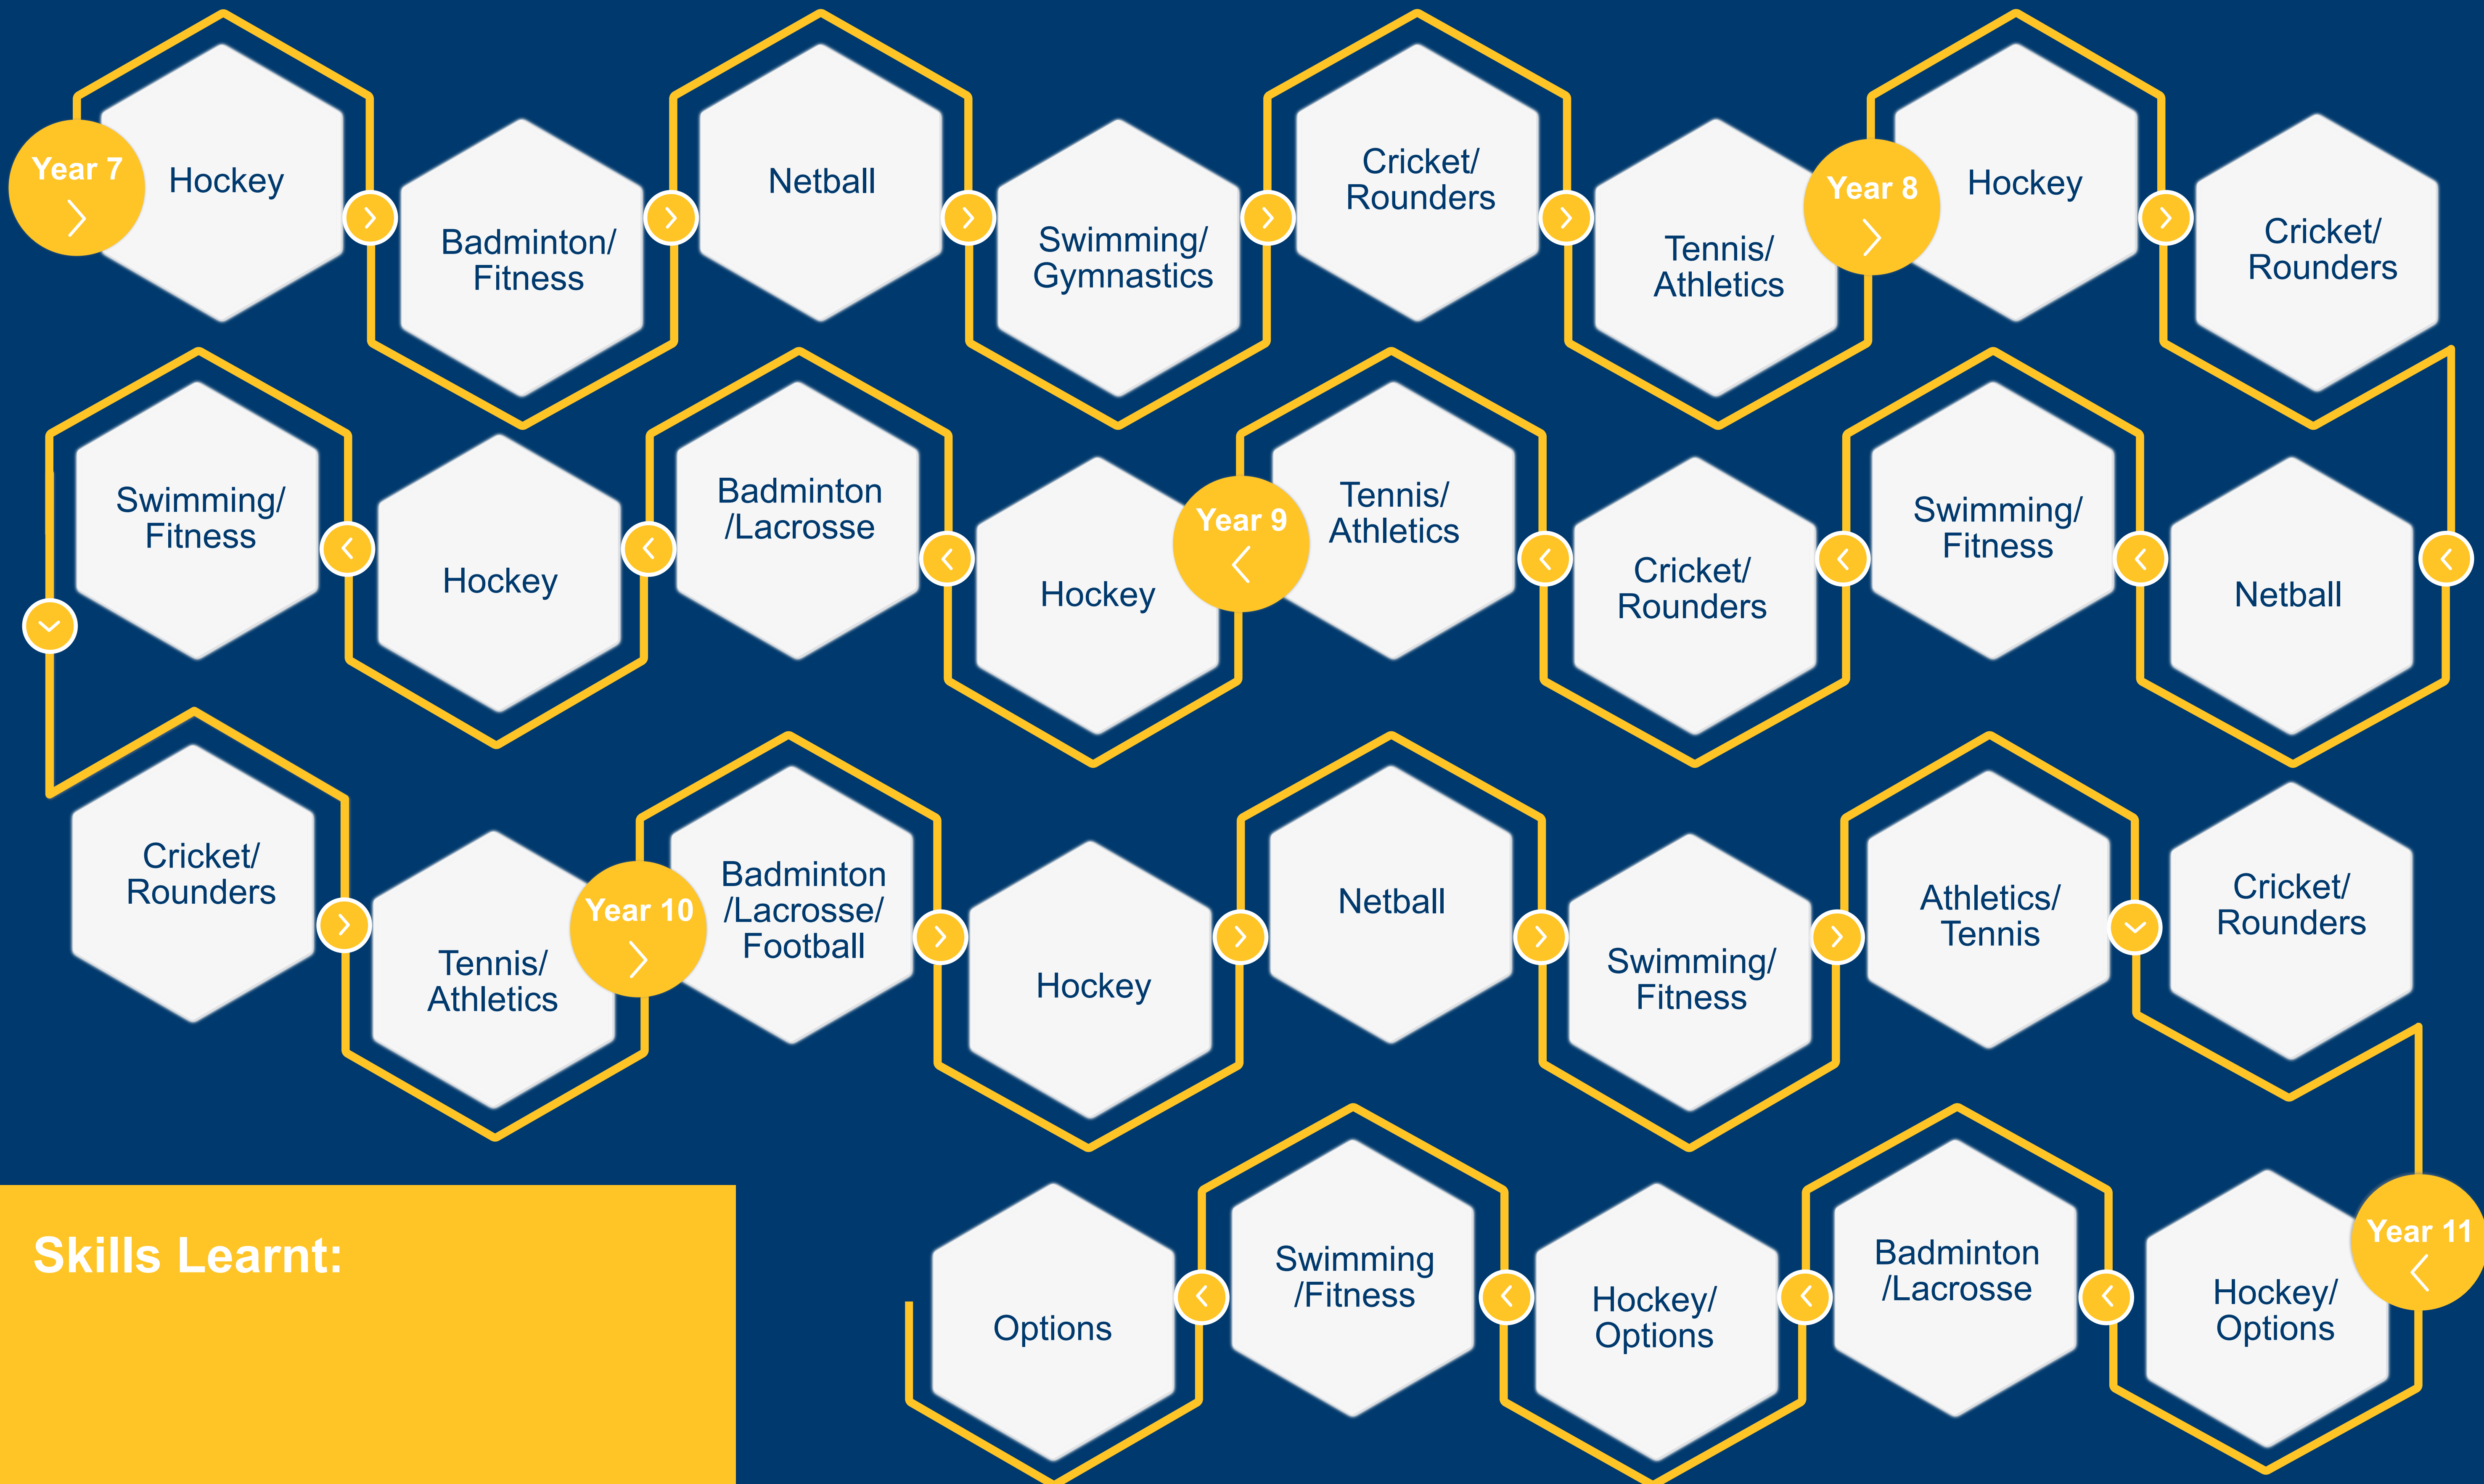 Year 7
Hockey
Badminton/
Fitness
Netball
Swimming/
Gymnastics
Cricket/
Rounders
Tennis/
Athletics
Year 8
Hockey
Cricket/
Rounders
Netball
Swimming/
Fitness
Cricket/
Rounders
Tennis/
Athletics
Year 9
Hockey
Badminton
/Lacrosse
Hockey
Swimming/
Fitness
Cricket/
Rounders
Tennis/
Athletics
Year 10
Badminton
/Lacrosse/
Football
Hockey
Netball
Swimming/
Fitness
Athletics/
Tennis
Cricket/
Rounders
Year 11
Hockey/
Options
Badminton
/Lacrosse
Hockey/
Options
Swimming
/Fitness
Options
Skills Learnt: